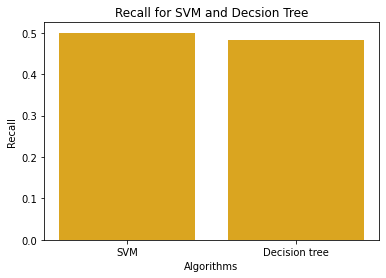 Recall for SVM and Decsion Tree
Recall
0.5
0.4
0.3
0.2
0.1
0.0
SVM
Decision tree
Algorithms